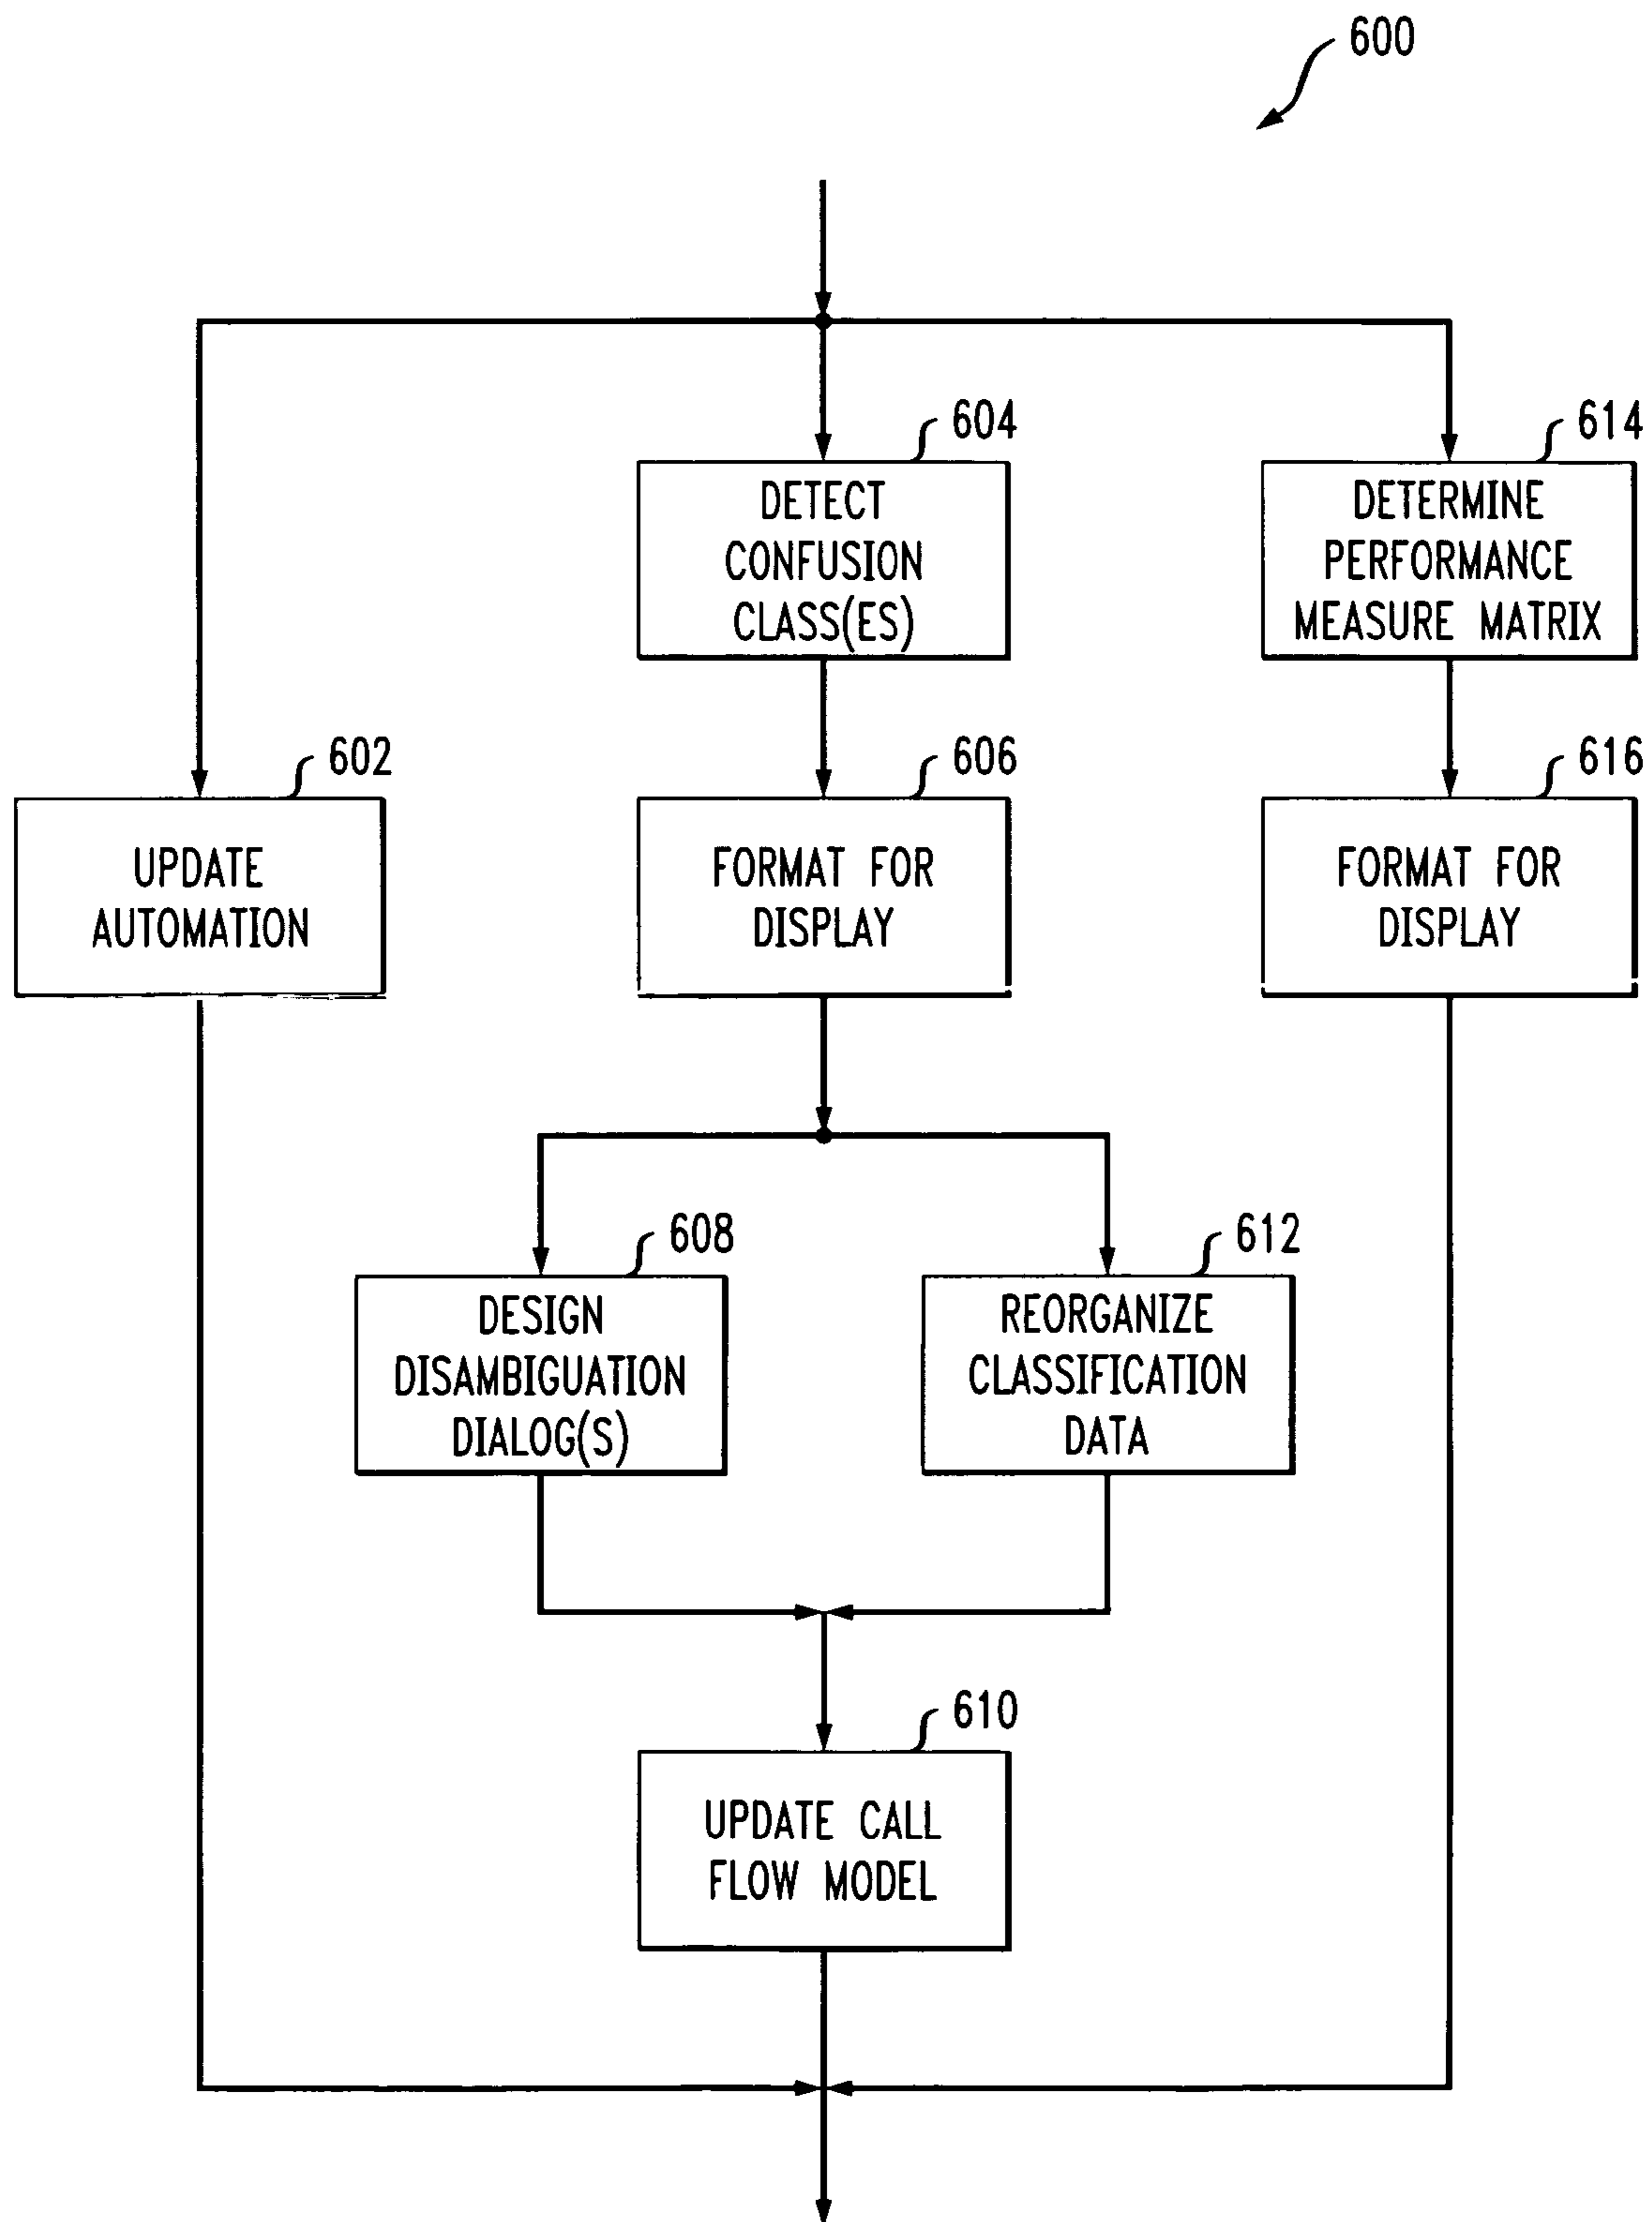 600
604
DETECT
CONFUSION
CLASS(ES)
614
DETERMINE
PERFORMANCE
MEASURE MATRIX
602
UPDATE
AUTOMATION
606
FORMAT FOR
DISPLAY
616
FORMAT FOR
DISPLAY
608
DESIGN
DISAMBIGUATION
DIALOG(S)
612
REORGANIZE
CLASSIFICATION
DATA
610
UPDATE CALL
FLOW MODEL